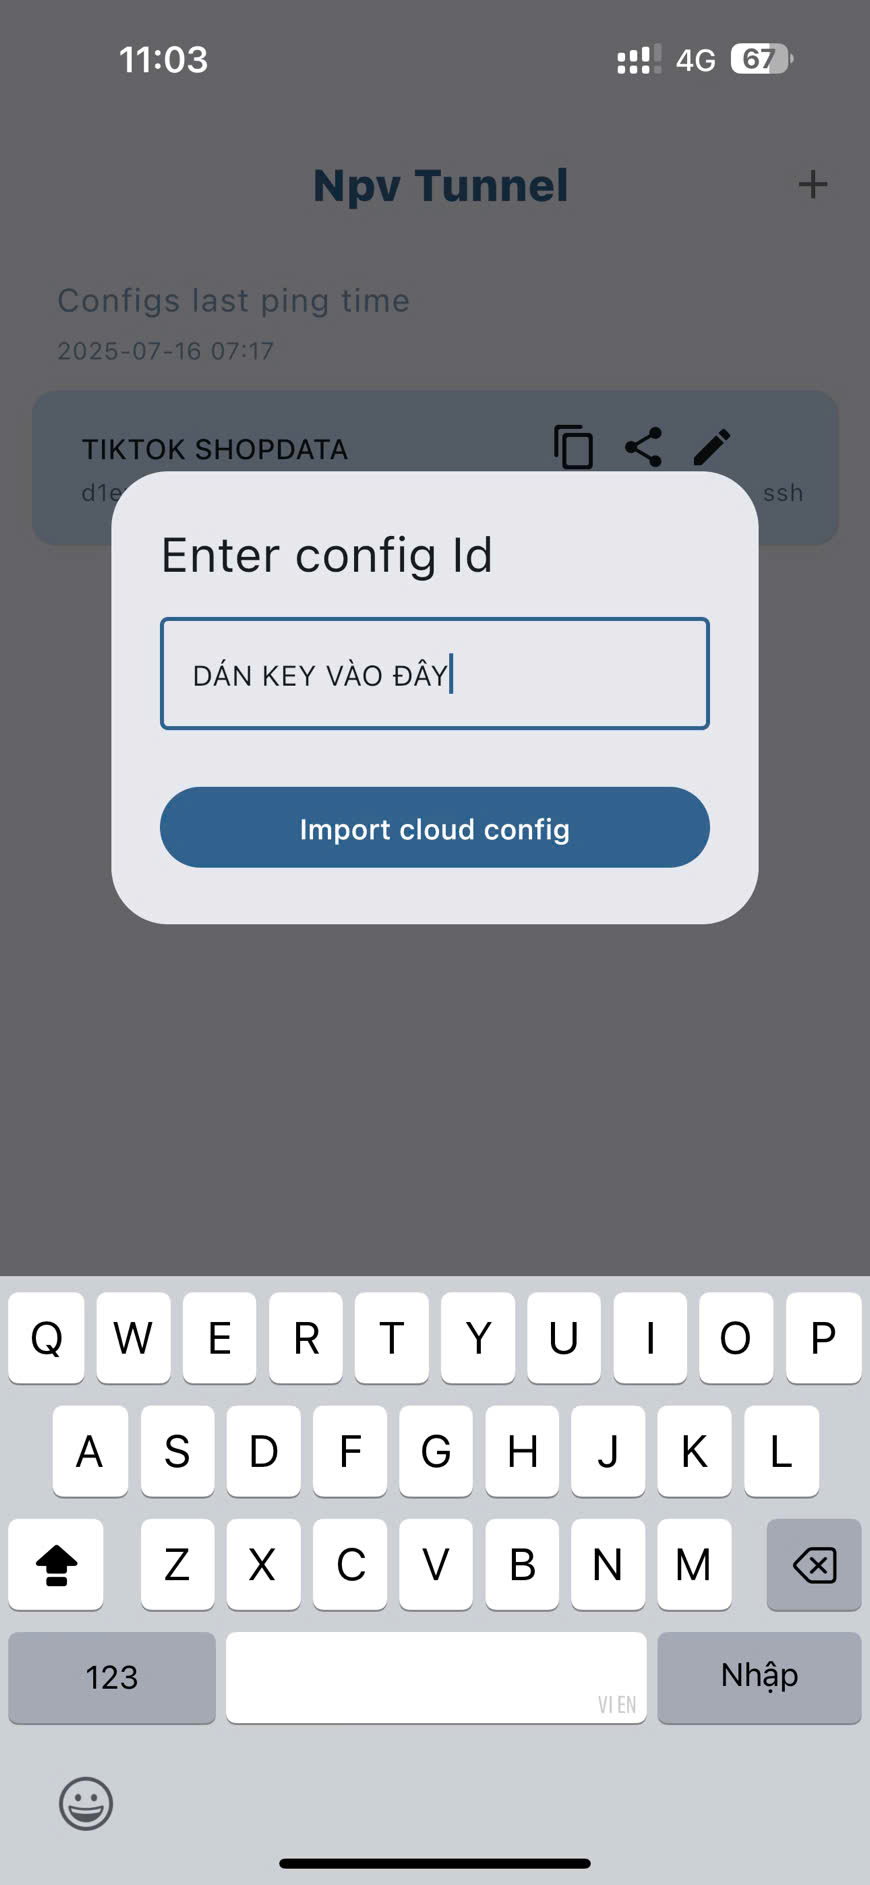 11:03
4G 67
Npv Tunnel
Configs last ping time
2025-07-16 07:17
TIKTOK SHOPDATA
ssh
Enter config Id
DÁN KEY VÀO ĐÂY
Import cloud config
Q W E R T Y U I O P
A S D F G H J K L
Z X C V B N M
123
VI EN
Nhập